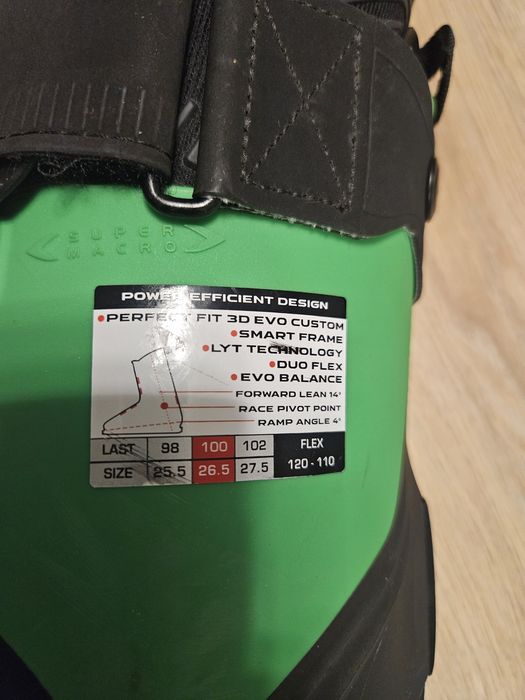 SUPER
MACRO
POWER EFFICIENT DESIGN
•PERFECT FIT 3D EVO CUSTOM
•SMART FRAME
•LYT TECHNOLOGY
•DUO FLEX
•EVO BALANCE
FORWARD LEAN 14°
RACE PIVOT POINT
RAMP ANGLE 4°
LAST 98 100 102 FLEX
SIZE 25.5 26.5 27.5 120 - 110